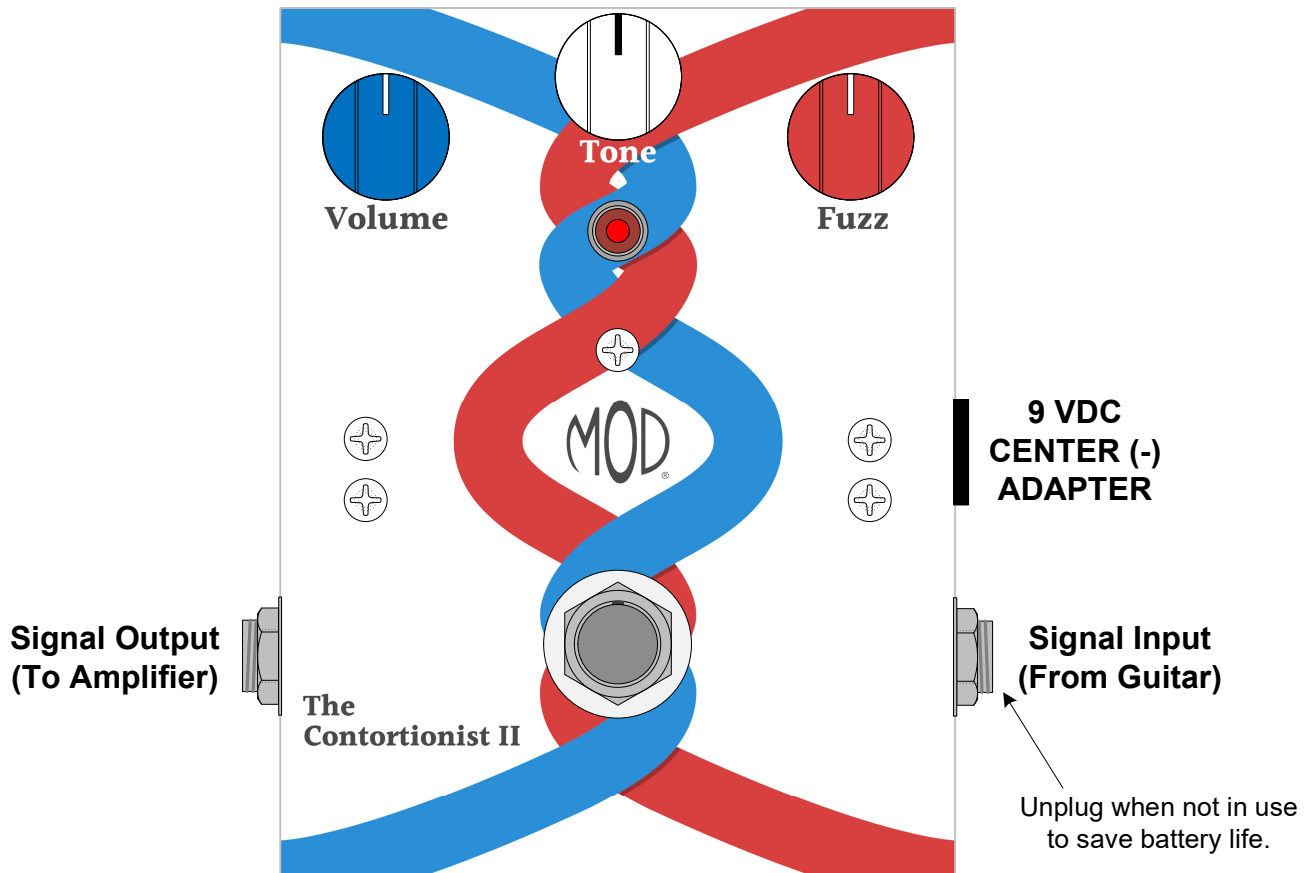 Tone
Volume
Fuzz
MOD
®
9 VDC
CENTER (-)
ADAPTER
Signal Output
(To Amplifier)
Signal Input
(From Guitar)
The
Contortionist II
Unplug when not in use
to save battery life.